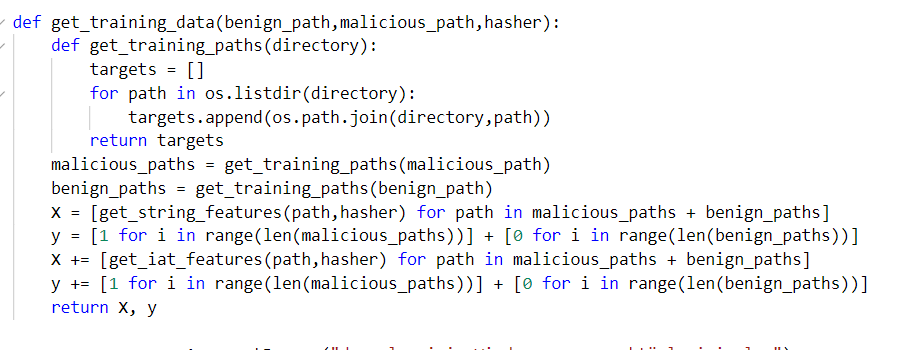 def get_training_data(benign_path,malicious_path,hasher):
    def get_training_paths(directory):
        targets = []
        for path in os.listdir(directory):
            targets.append(os.path.join(directory,path))
        return targets
    malicious_paths = get_training_paths(malicious_path)
    benign_paths = get_training_paths(benign_path)
    X = [get_string_features(path,hasher) for path in malicious_paths + benign_paths]
    y = [1 for i in range(len(malicious_paths))] + [0 for i in range(len(benign_paths))]
    X += [get_iat_features(path,hasher) for path in malicious_paths + benign_paths]
    y += [1 for i in range(len(malicious_paths))] + [0 for i in range(len(benign_paths))]
    return X, y